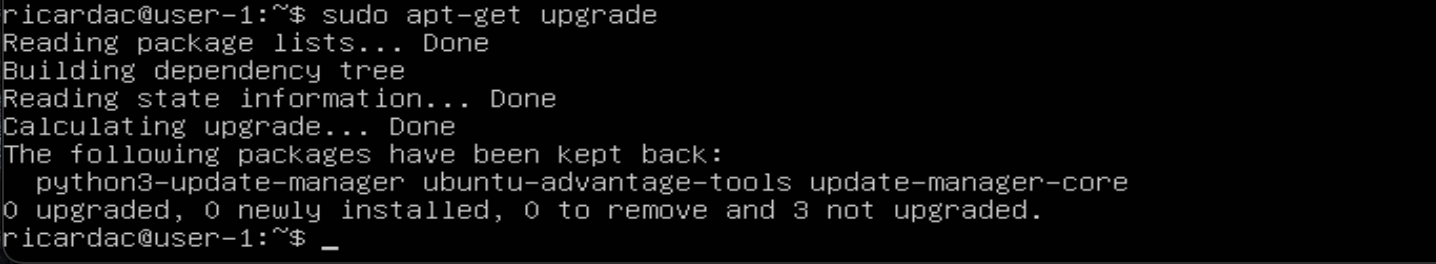 ricardac@user-1:~$ sudo apt-get upgrade
Reading package lists... Done
Building dependency tree
Reading state information... Done
Calculating upgrade... Done
The following packages have been kept back:
  python3-update-manager ubuntu-advantage-tools update-manager-core
0 upgraded, 0 newly installed, 0 to remove and 3 not upgraded.
ricardac@user-1:~$ _